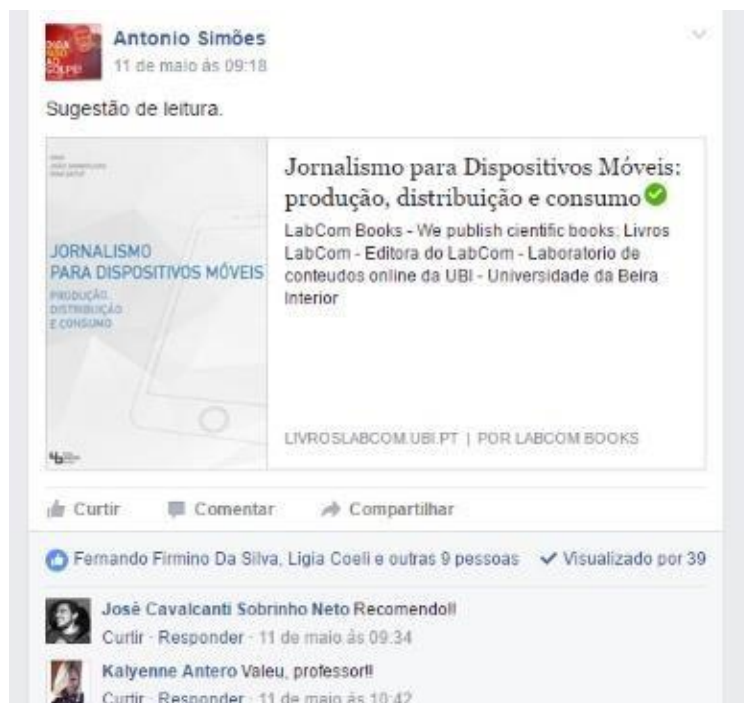 DIGA
NÃO
AO
GOLPE!
Antonio Simões
11 de maio às 09:18
Sugestão de leitura.
JORNALISMO
PARA DISPOSITIVOS MÓVEIS
PRODUÇÃO,
DISTRIBUIÇÃO
E CONSUMO
Jornalismo para Dispositivos Móveis:
produção, distribuição e consumo
LabCom Books - We publish cientific books; Livros
LabCom - Editora do LabCom - Laboratorio de
conteudos online da UBI - Universidade da Beira
Interior
LIVROSLABCOM.UBI.PT | POR LABCOM BOOKS
Curtir Comentar Compartilhar
Fernando Firmino Da Silva, Ligia Coeli e outras 9 pessoas Visualizado por 39
José Cavalcanti Sobrinho Neto Recomendo!!
Curtir · Responder · 11 de maio às 09:34
Kalyenne Antero Valeu, professor!!
Curtir · Responder · 11 de maio às 10:42